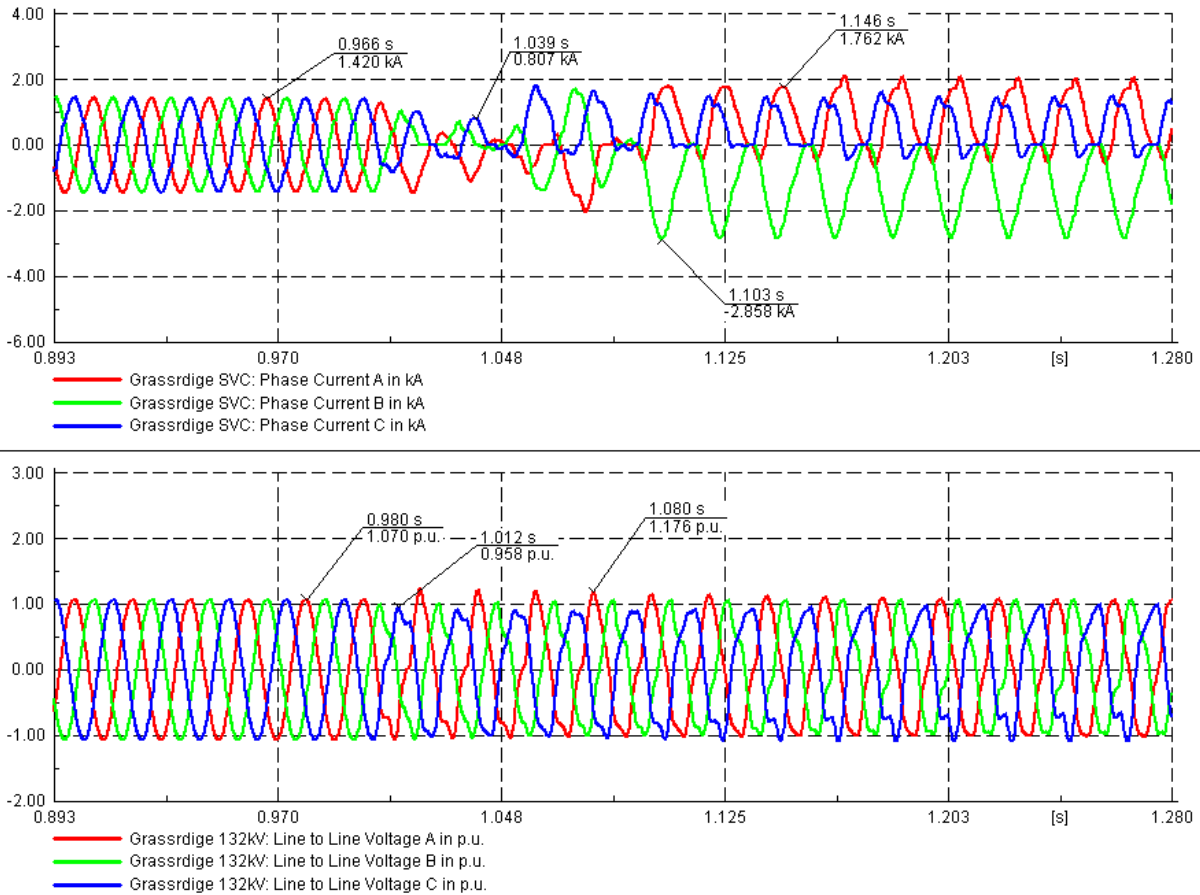 4.00
0.966 s
1.420 kA
1.039 s
0.807 kA
1.146 s
1.762 kA
2.00
0.00
-2.00
1.103 s
-2.858 kA
-4.00
-6.00
0.893 0.970 1.048 1.125 1.203 [s] 1.280
Grassrdige SVC: Phase Current A in kA
Grassrdige SVC: Phase Current B in kA
Grassrdige SVC: Phase Current C in kA
3.00
2.00
0.980 s
1.070 p.u.
1.012 s
0.958 p.u.
1.080 s
1.176 p.u.
1.00
0.00
-1.00
-2.00
0.893 0.970 1.048 1.125 1.203 [s] 1.280
Grassrdige 132kV: Line to Line Voltage A in p.u.
Grassrdige 132kV: Line to Line Voltage B in p.u.
Grassrdige 132kV: Line to Line Voltage C in p.u.